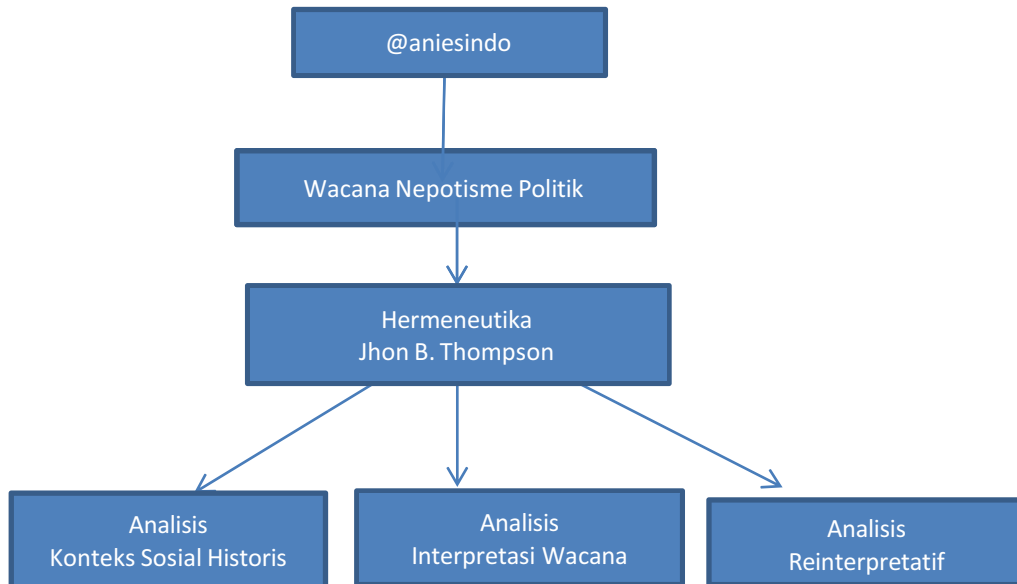 @aniesindo
Wacana Nepotisme Politik
Hermeneutika
Jhon B. Thompson
Analisis
Konteks Sosial Historis
Analisis
Interpretasi Wacana
Analisis
Reinterpretatif